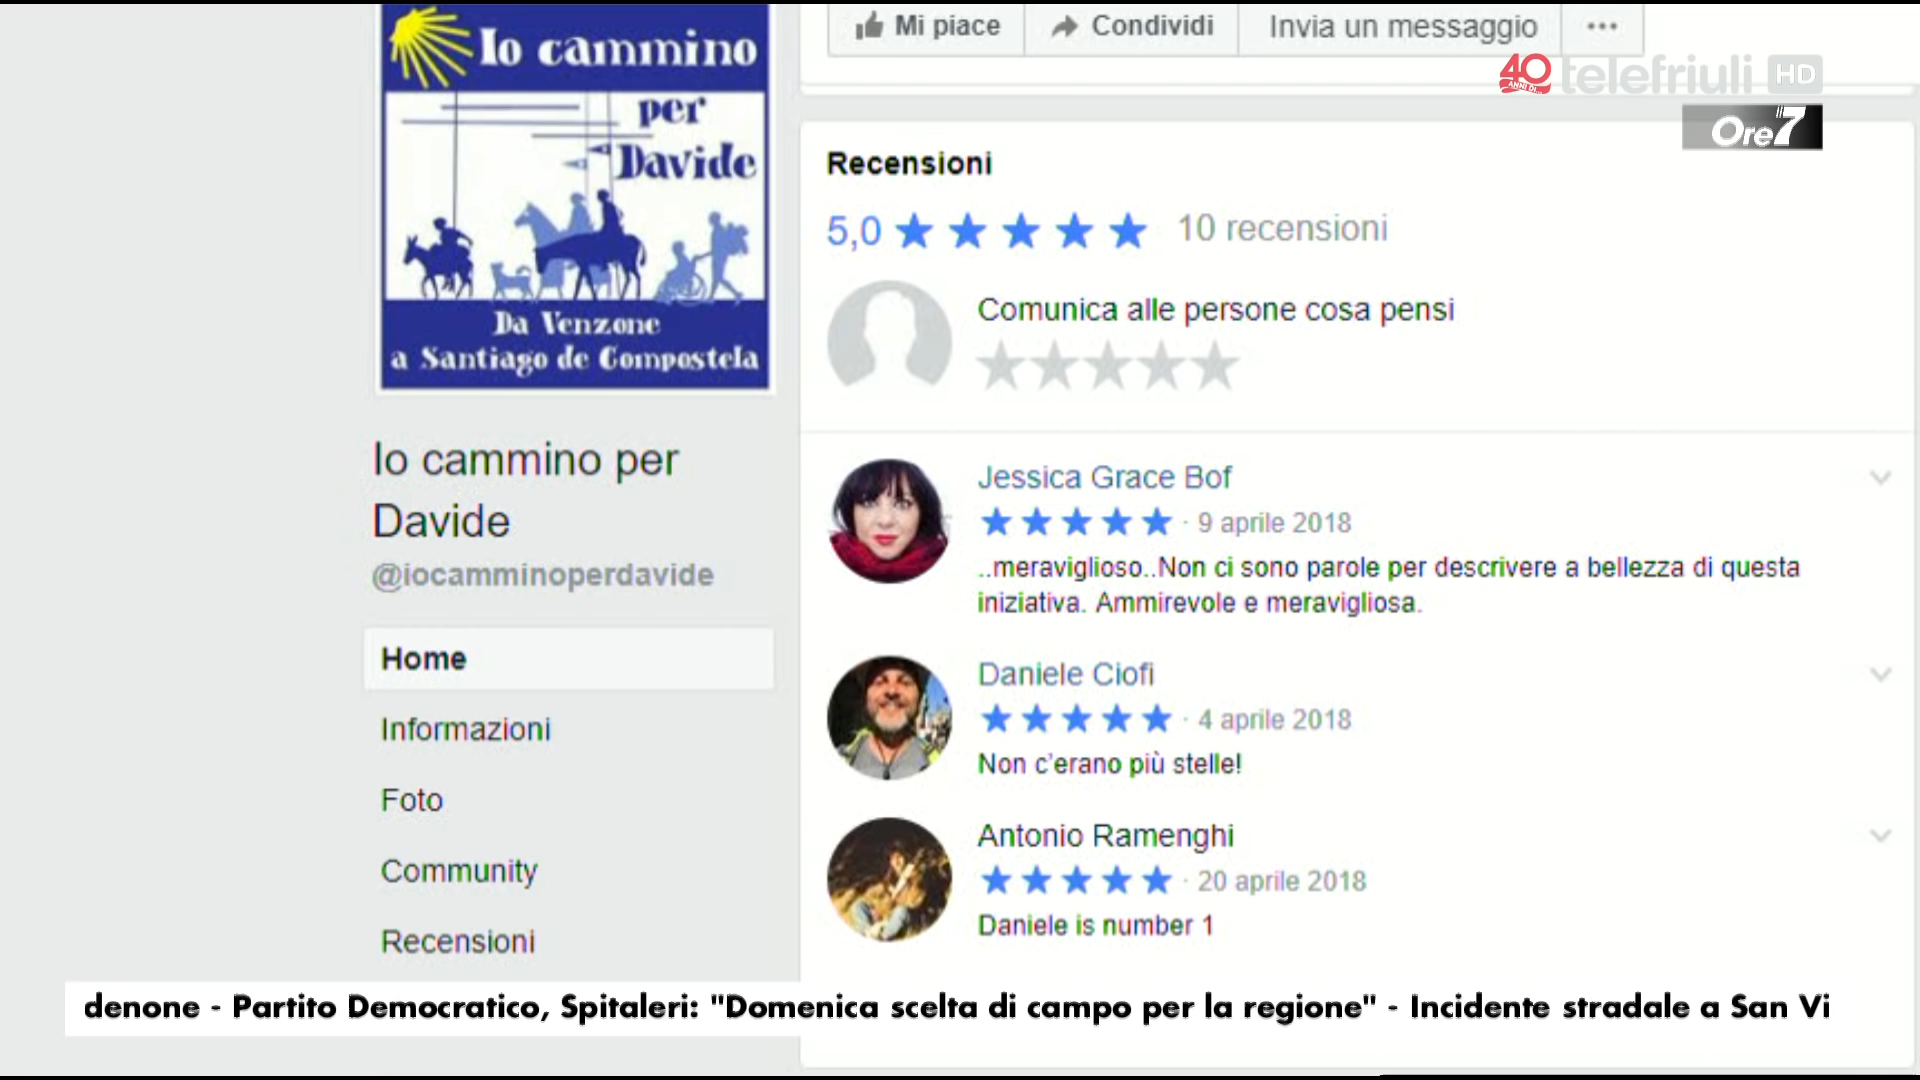 Io cammino
per
Davide
Da Venzone
a Santiago de Compostela
Io cammino per
Davide
@iocamminoperdavide
Home
Informazioni
Foto
Community
Recensioni
Mi piace
Condividi
Invia un messaggio
40
ANNI DI...
telefriuli HD
Ore 7
Recensioni
5,0
10 recensioni
Comunica alle persone cosa pensi
Jessica Grace Bof
· 9 aprile 2018
..meraviglioso..Non ci sono parole per descrivere a bellezza di questa
iniziativa. Ammirevole e meravigliosa.
Daniele Ciofi
· 4 aprile 2018
Non c'erano più stelle!
Antonio Ramenghi
· 20 aprile 2018
Daniele is number 1
denone - Partito Democratico, Spitaleri: "Domenica scelta di campo per la regione" - Incidente stradale a San Vi